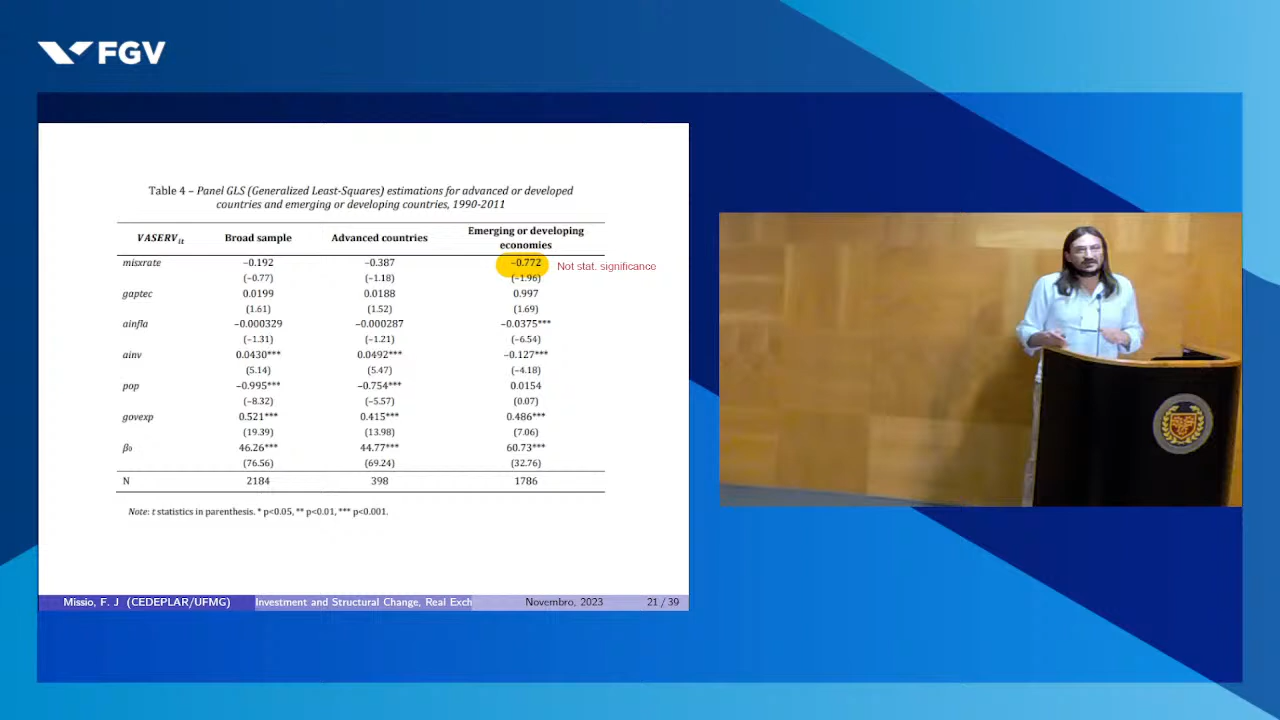 FGV
Table 4 – Panel GLS (Generalized Least-Squares) estimations for advanced or developed
countries and emerging or developing countries, 1990-2011
VASERVit Broad sample Advanced countries Emerging or developing economies
misxrate −0.192 −0.387 −0.772 Not stat. significance
(−0.77) (−1.18) (−1.96)
gaptec 0.0199 0.0188 0.997
(1.61) (1.52) (1.69)
ainfla −0.000329 −0.000287 −0.0375***
(−1.31) (−1.21) (−6.54)
ainv 0.0430*** 0.0492*** −0.127***
(5.14) (5.47) (−4.18)
pop −0.995*** −0.754*** 0.0154
(−8.32) (−5.57) (0.07)
govexp 0.521*** 0.415*** 0.486***
(19.39) (13.98) (7.06)
β₀ 46.26*** 44.77*** 60.73***
(76.56) (69.24) (32.76)
N 2184 398 1786
Note: t statistics in parenthesis. * p<0.05, ** p<0.01, *** p<0.001.
Missio, F. J (CEDEPLAR/UFMG) Investment and Structural Change, Real Exch Novembro, 2023 21 / 39